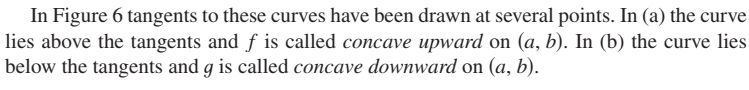 In Figure 6 tangents to these curves have been drawn at several points. In (a) the curve
lies above the tangents and f is called concave upward on (a, b). In (b) the curve lies
below the tangents and g is called concave downward on (a, b).